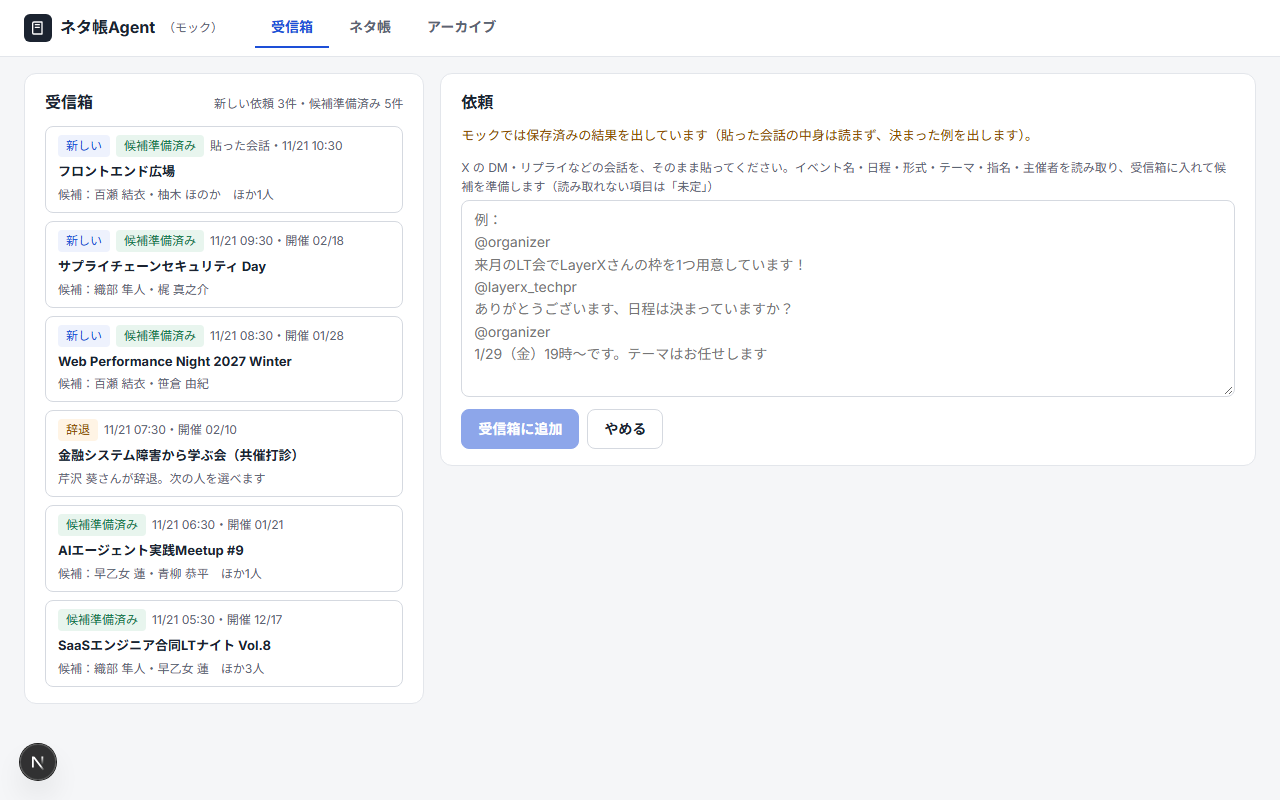 ネタ帳Agent （モック） 受信箱 ネタ帳 アーカイブ
受信箱 新しい依頼 3件・候補準備済み 5件
新しい 候補準備済み 貼った会話・11/21 10:30
フロントエンド広場
候補：百瀬 結衣・柚木 ほのか　ほか1人
新しい 候補準備済み 11/21 09:30・開催 02/18
サプライチェーンセキュリティ Day
候補：織部 隼人・梶 真之介
新しい 候補準備済み 11/21 08:30・開催 01/28
Web Performance Night 2027 Winter
候補：百瀬 結衣・笹倉 由紀
辞退 11/21 07:30・開催 02/10
金融システム障害から学ぶ会（共催打診）
芹沢 葵さんが辞退。次の人を選べます
候補準備済み 11/21 06:30・開催 01/21
AIエージェント実践Meetup #9
候補：早乙女 蓮・青柳 恭平　ほか1人
候補準備済み 11/21 05:30・開催 12/17
SaaSエンジニア合同LTナイト Vol.8
候補：織部 隼人・早乙女 蓮　ほか3人
依頼
モックでは保存済みの結果を出しています（貼った会話の中身は読まず、決まった例を出します）。
X の DM・リプライなどの会話を、そのまま貼ってください。イベント名・日程・形式・テーマ・指名・主催者を読み取り、受信箱に入れて候
補を準備します（読み取れない項目は「未定」）
例：
@organizer
来月のLT会でLayerXさんの枠を1つ用意しています！
@layerx_techpr
ありがとうございます、日程は決まっていますか？
@organizer
1/29（金）19時〜です。テーマはお任せします
受信箱に追加 やめる
N